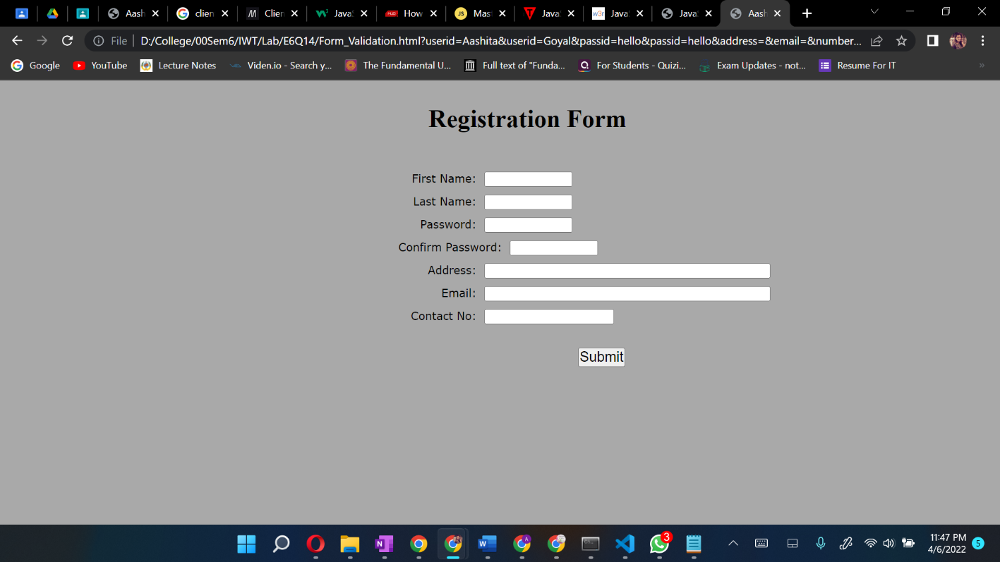 Aash
clien
Clien
Java
How
Mas
Java
Java
Java
Aash
File
D:/College/00Sem6/IWT/Lab/E6Q14/Form_Validation.html?userid=Aashita&userid=Goyal&passid=hello&passid=hello&address=&email=&number...
Google
YouTube
Lecture Notes
Viden.io - Search y...
The Fundamental U...
Full text of "Funda...
For Students - Quizi...
Exam Updates - not...
Resume For IT
Registration Form
First Name:
Last Name:
Password:
Confirm Password:
Address:
Email:
Contact No:
Submit
3
11:47 PM
4/6/2022
5